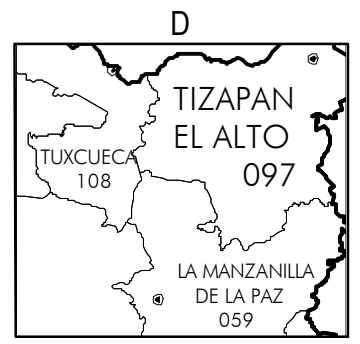 D
TIZAPAN
EL ALTO
097
TUXCUECA
108
LA MANZANILLA
DE LA PAZ
059